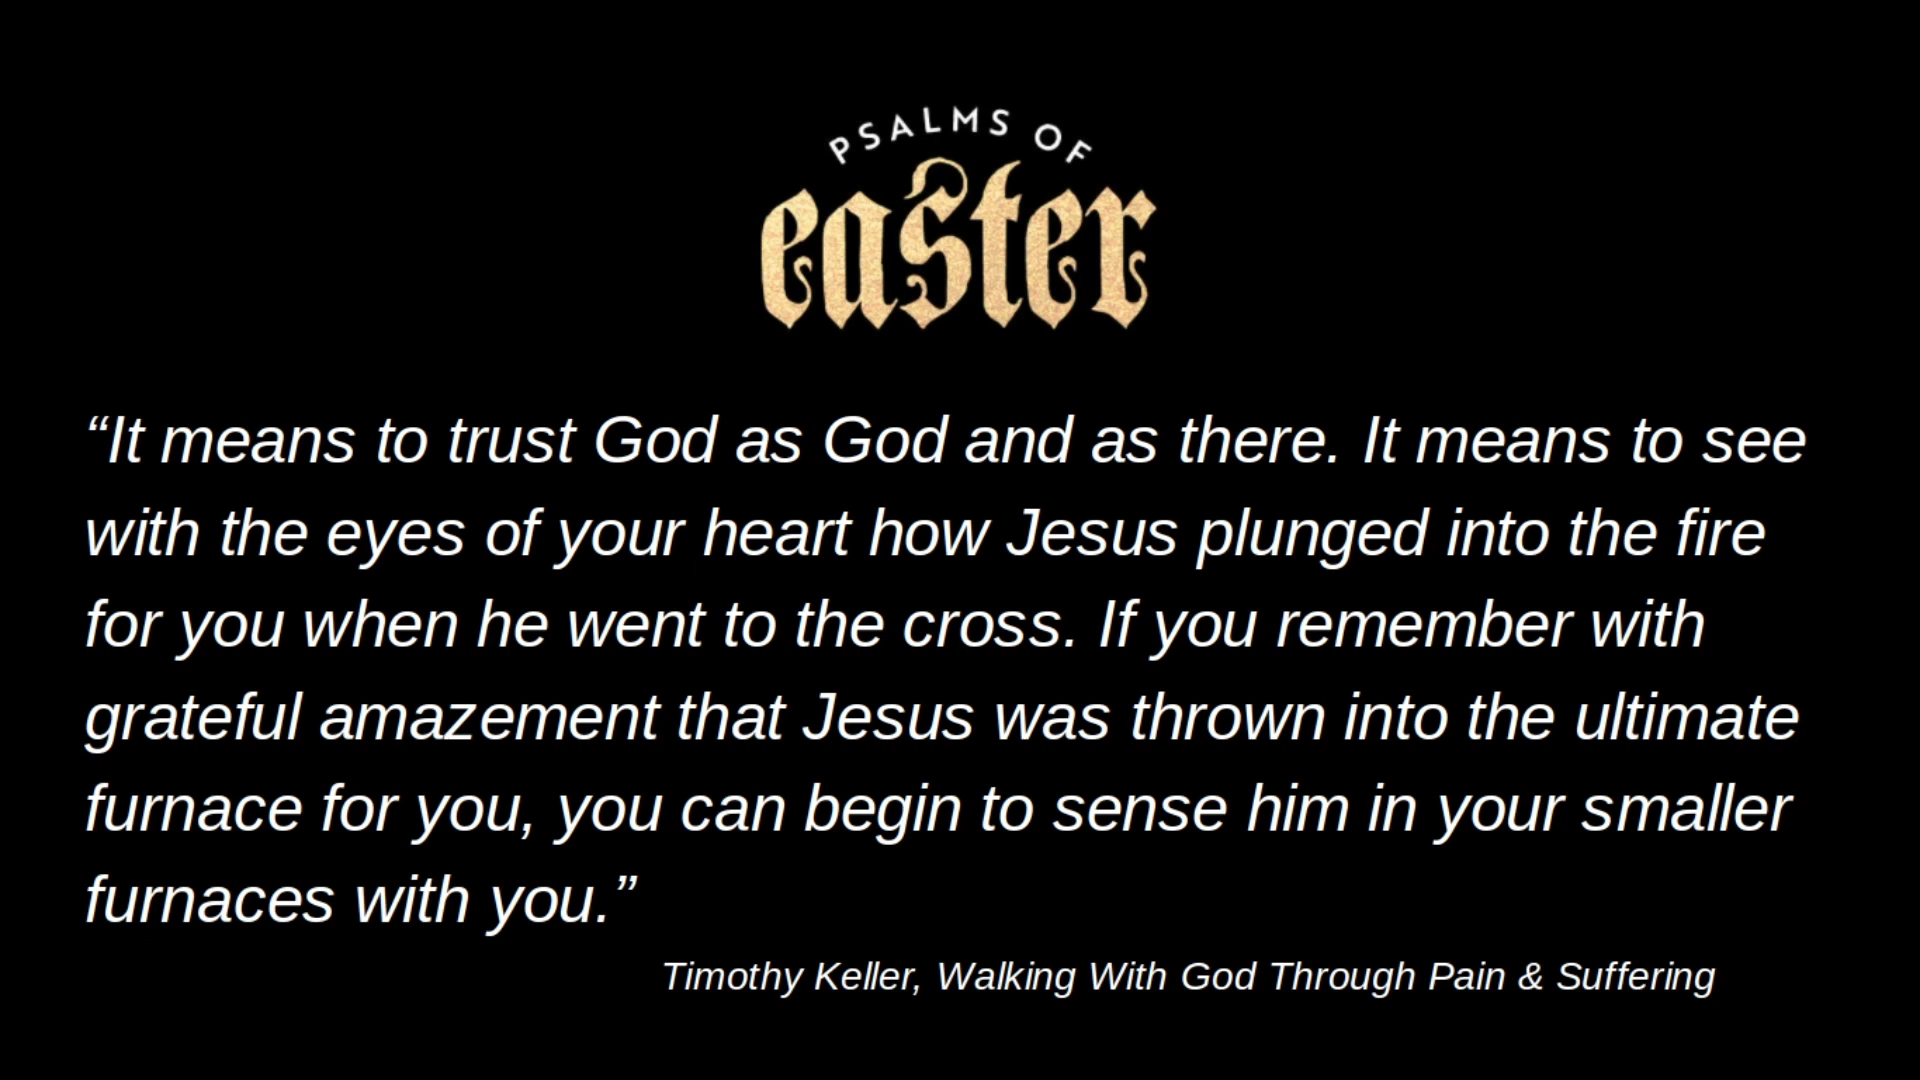 PSALMS OF
easter
“It means to trust God as God and as there. It means to see
with the eyes of your heart how Jesus plunged into the fire
for you when he went to the cross. If you remember with
grateful amazement that Jesus was thrown into the ultimate
furnace for you, you can begin to sense him in your smaller
furnaces with you.”
Timothy Keller, Walking With God Through Pain & Suffering